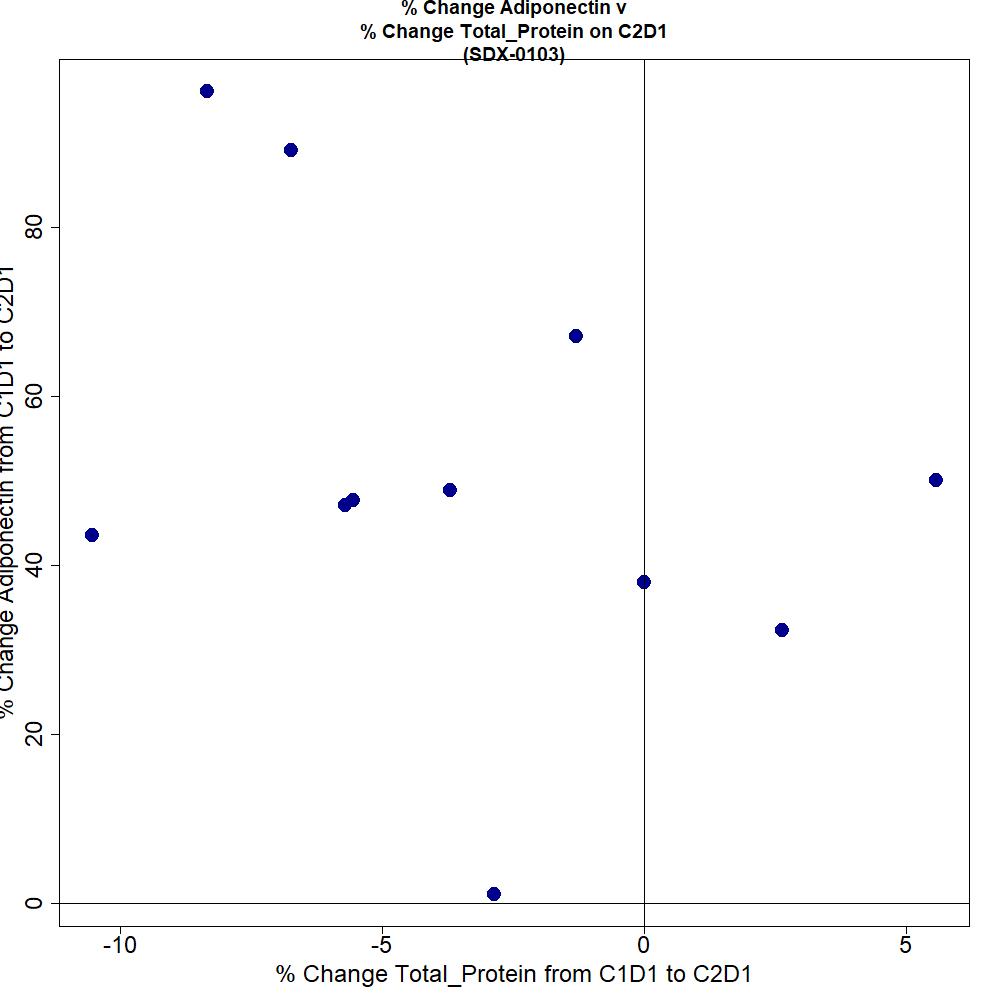 % Change Adiponectin v
% Change Total_Protein on C2D1
(SDX-0103)
% Change Adiponectin from C1D1 to C2D1
80
60
40
20
0
-10
-5
0
5
% Change Total_Protein from C1D1 to C2D1